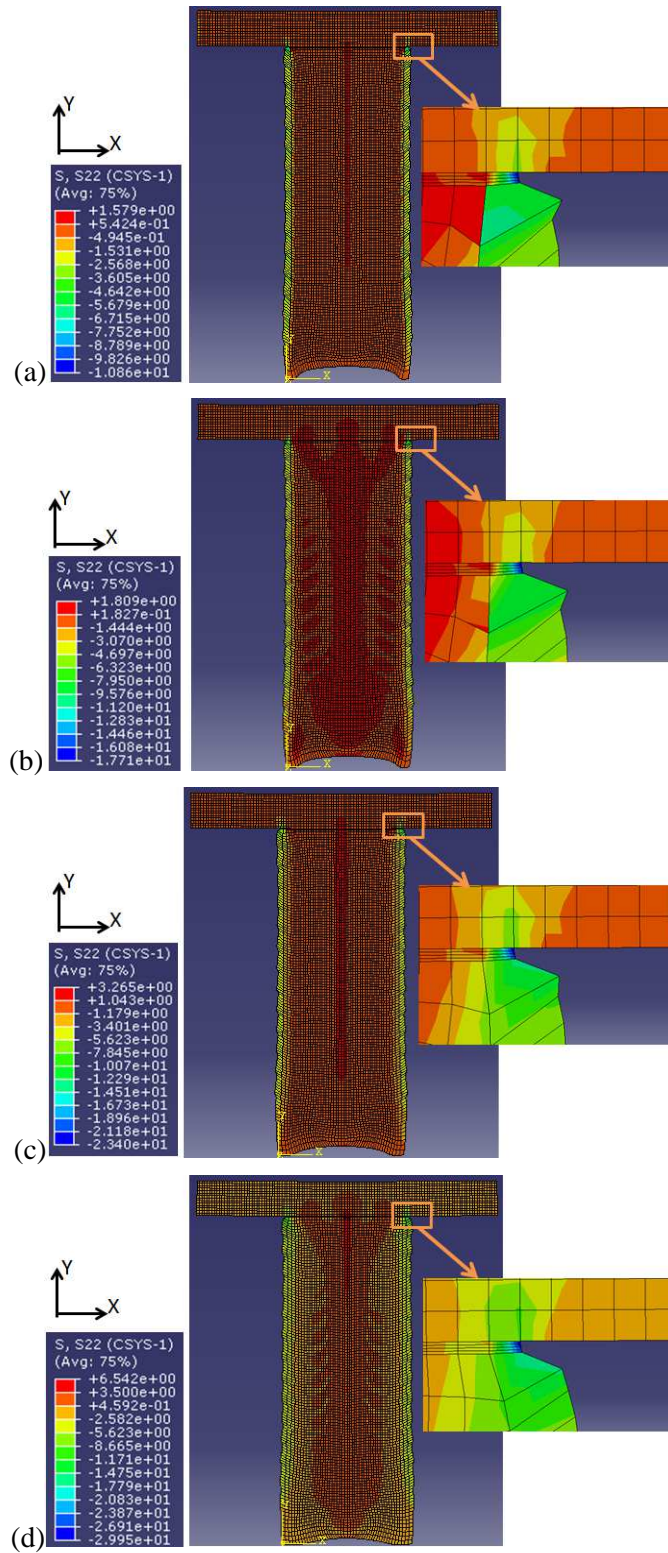 Y
X
S, S22 (CSYS-1)
(Avg: 75%)
+1.579e+00
+5.424e-01
-4.945e-01
-1.531e+00
-2.568e+00
-3.605e+00
-4.642e+00
-5.679e+00
-6.715e+00
-7.752e+00
-8.789e+00
-9.826e+00
-1.086e+01
Y
X
(a)
Y
X
S, S22 (CSYS-1)
(Avg: 75%)
+1.809e+00
+1.827e-01
-1.444e+00
-3.070e+00
-4.697e+00
-6.323e+00
-7.950e+00
-9.576e+00
-1.120e+01
-1.283e+01
-1.446e+01
-1.608e+01
-1.771e+01
Y
X
(b)
Y
X
S, S22 (CSYS-1)
(Avg: 75%)
+3.265e+00
+1.043e+00
-1.179e+00
-3.401e+00
-5.623e+00
-7.845e+00
-1.007e+01
-1.229e+01
-1.451e+01
-1.673e+01
-1.896e+01
-2.118e+01
-2.340e+01
Y
X
(c)
Y
X
S, S22 (CSYS-1)
(Avg: 75%)
+6.542e+00
+3.500e+00
+4.592e-01
-2.582e+00
-5.623e+00
-8.665e+00
-1.171e+01
-1.475e+01
-1.779e+01
-2.083e+01
-2.387e+01
-2.691e+01
-2.995e+01
(d)